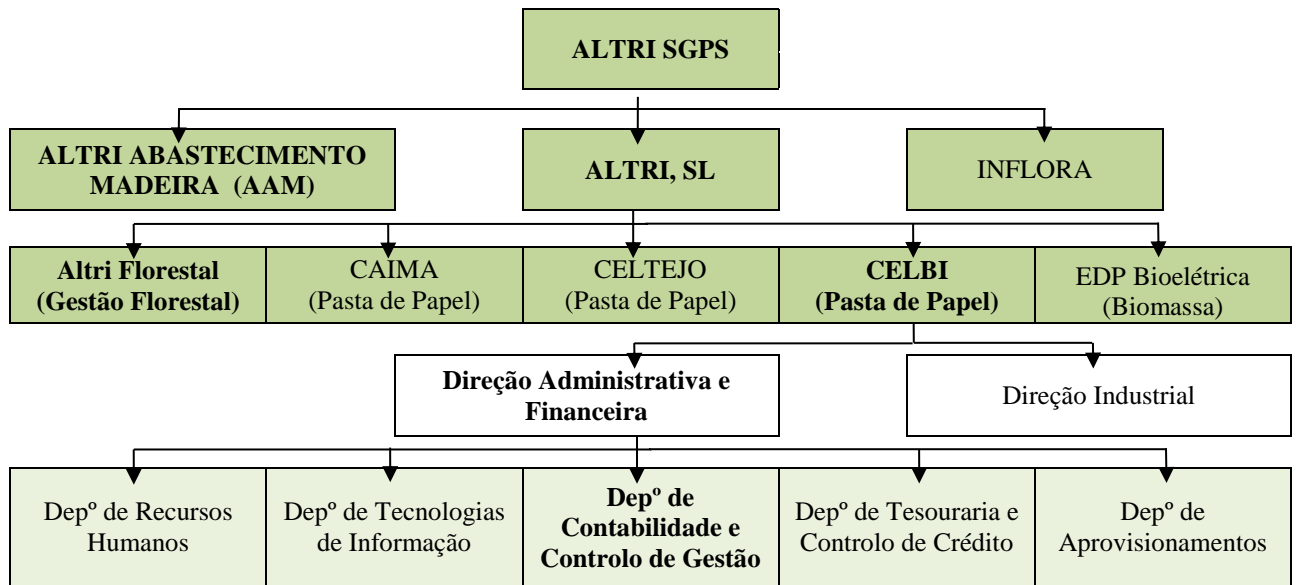 ALTRI SGPS
ALTRI ABASTECIMENTO
MADEIRA (AAM)
ALTRI, SL
INFLORA
Altri Florestal
(Gestão Florestal)
CAIMA
(Pasta de Papel)
CELTEJO
(Pasta de Papel)
CELBI
(Pasta de Papel)
EDP Bioelétrica
(Biomassa)
Direção Administrativa e
Financeira
Direção Industrial
Depº de Recursos
Humanos
Depº de Tecnologias
de Informação
Depº de
Contabilidade e
Controlo de Gestão
Depº de Tesouraria e
Controlo de Crédito
Depº de
Aprovisionamentos